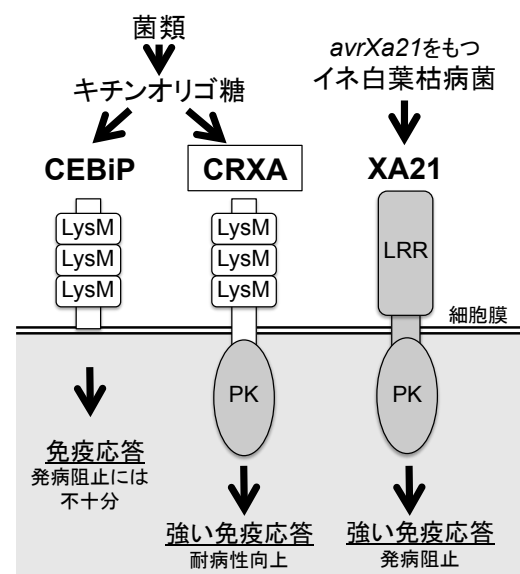 菌類
キチンオリゴ糖
avrXa21をもつ
イネ白葉枯病菌
CEBiP
CRXA
XA21
LysM
LysM
LysM
LysM
LysM
LysM
LRR
細胞膜
PK
PK
免疫応答
発病阻止には
不十分
強い免疫応答
耐病性向上
強い免疫応答
発病阻止